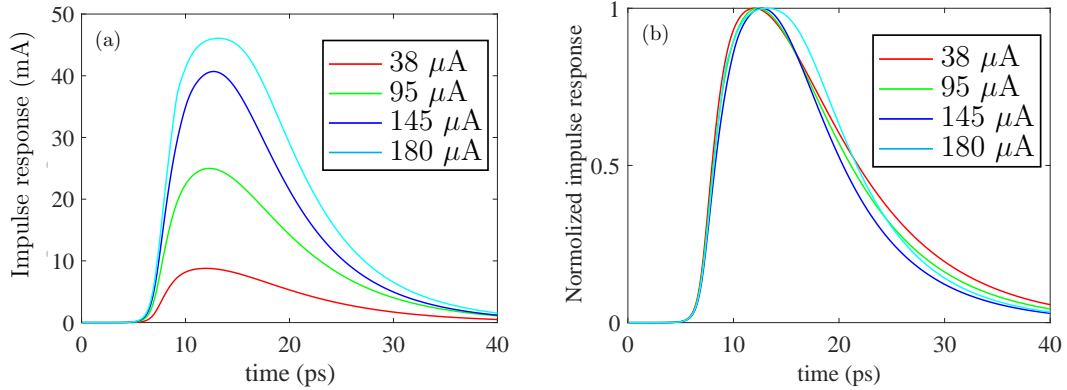 (a)
Impulse response (mA)
50
40
30
20
10
0
0 10 20 30 40
time (ps)
38 μA
95 μA
145 μA
180 μA
(b)
Normalized impulse response
1
0.5
0
0 10 20 30 40
time (ps)
38 μA
95 μA
145 μA
180 μA